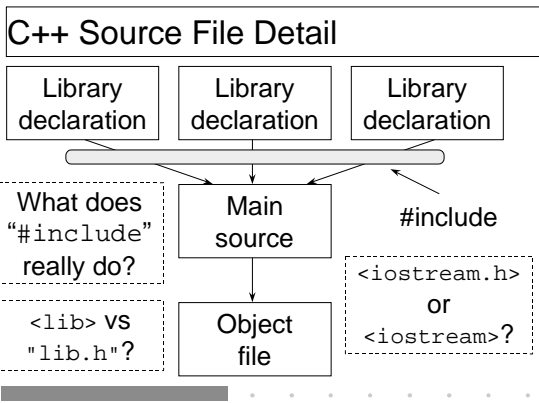 C++ Source File Detail
Library
declaration
Library
declaration
Library
declaration
What does
“#include”
really do?
Main
source
#include
<iostream.h>
or
<iostream>?
<lib> vs
"lib.h"?
Object
file